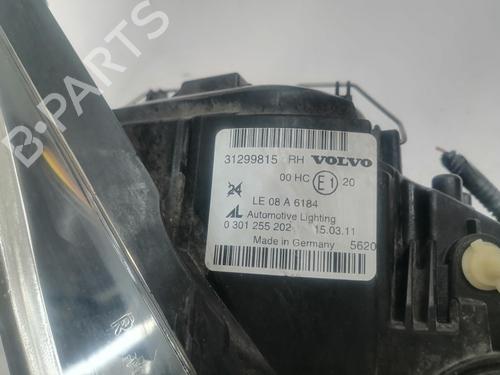 B-PARTS
31299815 RH VOLVO
00 HC E1 20
24
LE 08 A 6184
AL Automotive Lighting
0 301 255 202 15.03.11
Made in Germany 5620